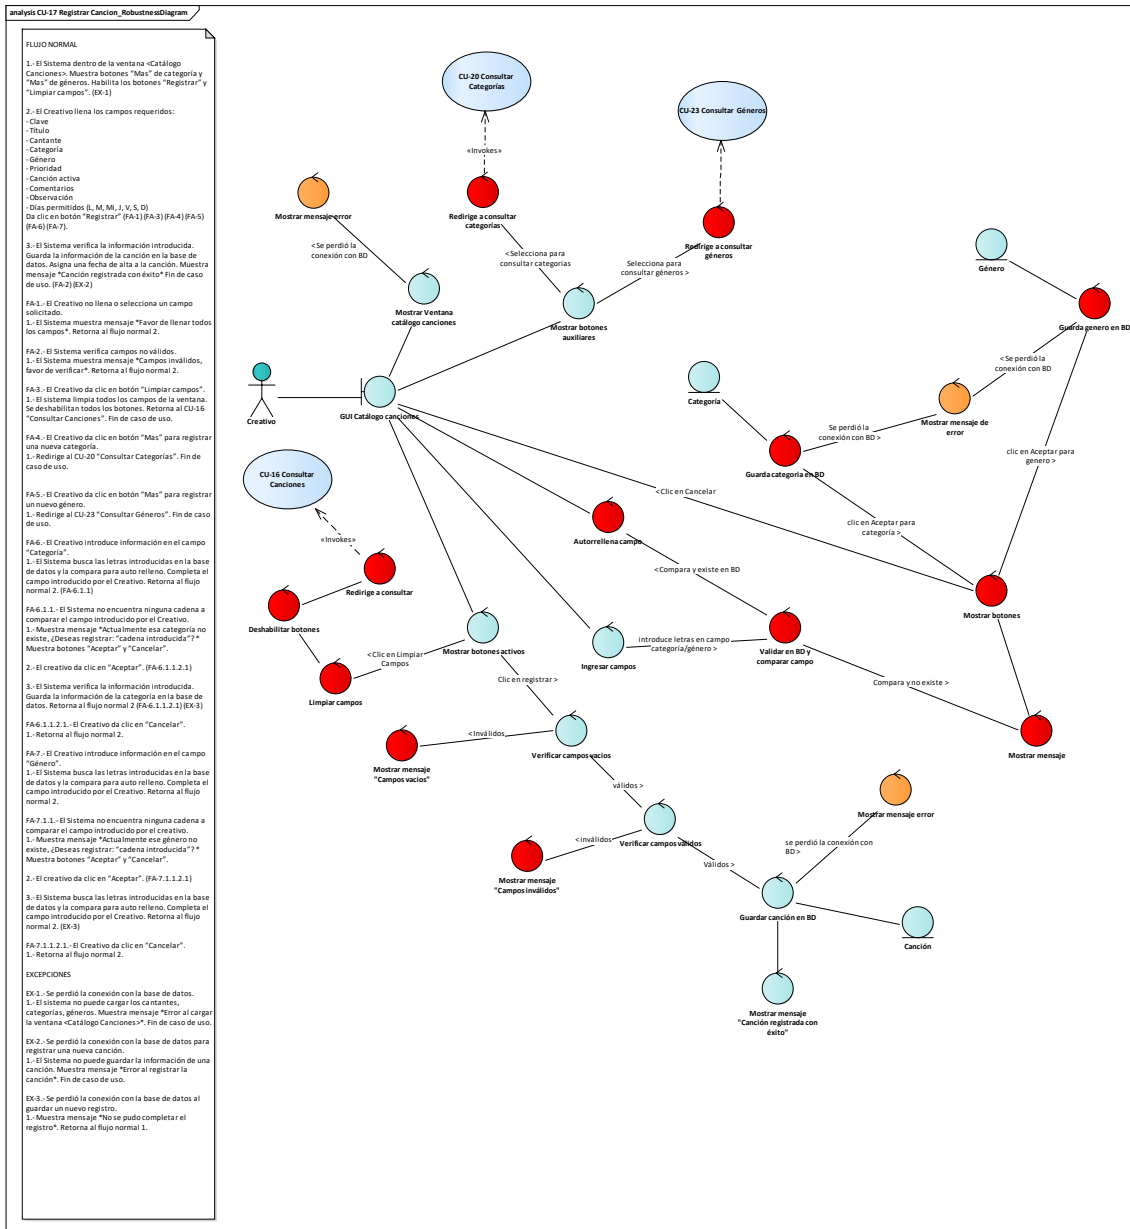 analysis CU-17 Registrar Cancion_RobustnessDiagram
FLUJO NORMAL
1.- El Sistema dentro de la ventana <Catálogo
Canciones>. Muestra botones "Mas" de categoría y
"Mas" de géneros. Habilita los botones "Registrar" y
"Limpiar campos". (EX-1)
2.- El Creativo llena los campos requeridos:
- Clave
- Título
- Cantante
- Categoría
- Género
- Prioridad
- Canción activa
- Comentarios
- Observación
- Días permitidos (L, M, Mi, J, V, S, D)
Da clic en botón "Registrar" (FA-1) (FA-3) (FA-4) (FA-5)
(FA-6) (FA-7).
3.- El Sistema verifica la información introducida.
Guarda la información de la canción en la base de
datos. Asigna una fecha de alta a la canción. Muestra
mensaje *Canción registrada con éxito* Fin de caso
de uso. (FA-2) (EX-2)
FA-1.- El Creativo no llena o selecciona un campo
solicitado.
1.- El Sistema muestra mensaje *Favor de llenar todos
los campos*. Retorna al flujo normal 2.
FA-2.- El Sistema verifica campos no válidos.
1.- El Sistema muestra mensaje *Campos inválidos,
favor de verificar*. Retorna al flujo normal 2.
FA-3.- El Creativo da clic en botón "Limpiar campos".
1.- El sistema limpia todos los campos de la ventana.
Se deshabilitan todos los botones. Retorna al CU-16
"Consultar Canciones". Fin de caso de uso.
FA-4.- El Creativo da clic en botón "Mas" para registrar
una nueva categoría.
1.- Redirige al CU-20 "Consultar Categorías". Fin de
caso de uso.
FA-5.- El Creativo da clic en botón "Mas" para registrar
un nuevo género.
1.- Redirige al CU-23 "Consultar Géneros". Fin de caso
de uso.
FA-6.- El Creativo introduce información en el campo
"Categoría".
1.- El Sistema busca las letras introducidas en la base
de datos y la compara para auto relleno. Completa el
campo introducido por el Creativo. Retorna al flujo
normal 2. (FA-6.1.1)
FA-6.1.1.- El Sistema no encuentra ninguna cadena a
comparar el campo introducido por el Creativo.
1.- Muestra mensaje *Actualmente esa categoría no
existe, ¿Deseas registrar: "cadena introducida"? *
Muestra botones "Aceptar" y "Cancelar".
2.- El creativo da clic en "Aceptar". (FA-6.1.1.2.1)
3.- El Sistema verifica la información introducida.
Guarda la información de la categoría en la base de
datos. Retorna al flujo normal 2 (FA-6.1.1.2.1) (EX-3)
FA-6.1.1.2.1.- El Creativo da clic en "Cancelar".
1.- Retorna al flujo normal 2.
FA-7.- El Creativo introduce información en el campo
"Género".
1.- El Sistema busca las letras introducidas en la base
de datos y la compara para auto relleno. Completa el
campo introducido por el Creativo. Retorna al flujo
normal 2.
FA-7.1.1.- El Sistema no encuentra ninguna cadena a
comparar el campo introducido por el creativo.
1.- Muestra mensaje *Actualmente ese género no
existe, ¿Deseas registrar: "cadena introducida"? *
Muestra botones "Aceptar" y "Cancelar".
2.- El creativo da clic en "Aceptar". (FA-7.1.1.2.1)
3.- El Sistema busca las letras introducidas en la base
de datos y la compara para auto relleno. Completa el
campo introducido por el Creativo. Retorna al flujo
normal 2. (EX-3)
FA-7.1.1.2.1.- El Creativo da clic en "Cancelar".
1.- Retorna al flujo normal 2.
EXCEPCIONES
EX-1.- Se perdió la conexión con la base de datos.
1.- El sistema no puede cargar los cantantes,
categorías, géneros. Muestra mensaje *Error al cargar
la ventana <Catálogo Canciones>*. Fin de caso de uso.
EX-2.- Se perdió la conexión con la base de datos para
registrar una nueva canción.
1.- El Sistema no puede guardar la información de una
canción. Muestra mensaje *Error al registrar la
canción*. Fin de caso de uso.
EX-3.- Se perdió la conexión con la base de datos al
guardar un nuevo registro.
1.- Muestra mensaje *No se pudo completar el
registro*. Retorna al flujo normal 1.
CU-20 Consultar
Categorías
CU-23 Consultar Géneros
«Invokes»
Mostrar mensaje error
Redirige a consultar
categorías
Redirige a consultar
géneros
< Se perdió la
conexión con BD
< Selecciona para
consultar categorias
Selecciona para
consultar géneros >
Género
Mostrar Ventana
catálogo canciones
Mostrar botones
auxiliares
Guarda genero en BD
< Se perdió la
conexión con BD
Creativo
GUI Catálogo canciones
Categoría
Mostrar mensaje de
error
Se perdió la
conexión con BD >
clic en Aceptar para
genero >
Guarda categoria en BD
CU-16 Consultar
Canciones
< Clic en Cancelar
clic en Aceptar para
categoría >
«Invokes»
Autorrellena campo
< Compara y existe en BD
Redirige a consultar
Mostrar botones
Deshabilitar botones
Mostrar botones activos
Ingresar campos
introduce letras en campo
categoría/género >
Validar en BD y
comparar campo
< Clic en Limpiar
Campos
Clic en registrar >
Compara y no existe >
Limpiar campos
< Inválidos
Verificar campos vacios
Mostrar mensaje
Mostrar mensaje
"Campos vacios"
válidos >
Mostrar mensaje error
< inválidos
Verificar campos válidos
se perdió la conexión con
BD >
Válidos >
Mostrar mensaje
"Campos inválidos"
Guardar canción en BD
Canción
Mostrar mensaje
"Canción registrada con
éxito"